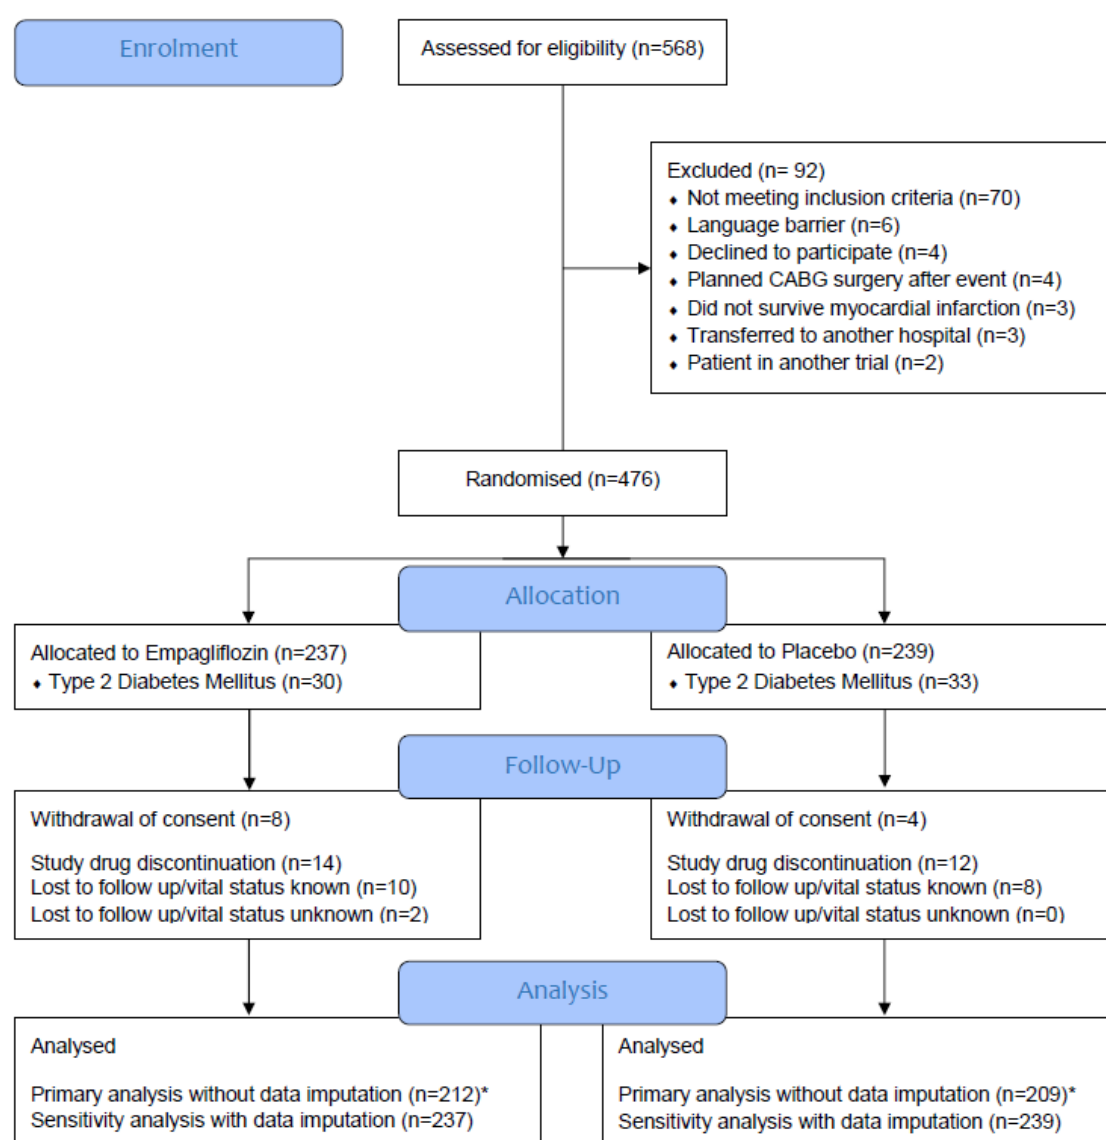 Enrolment
Assessed for eligibility (n=568)
Excluded (n= 92)
⬧ Not meeting inclusion criteria (n=70)
⬧ Language barrier (n=6)
⬧ Declined to participate (n=4)
⬧ Planned CABG surgery after event (n=4)
⬧ Did not survive myocardial infarction (n=3)
⬧ Transferred to another hospital (n=3)
⬧ Patient in another trial (n=2)
Randomised (n=476)
Allocation
Allocated to Empagliflozin (n=237)
⬧ Type 2 Diabetes Mellitus (n=30)
Allocated to Placebo (n=239)
⬧ Type 2 Diabetes Mellitus (n=33)
Follow-Up
Withdrawal of consent (n=8)
Study drug discontinuation (n=14)
Lost to follow up/vital status known (n=10)
Lost to follow up/vital status unknown (n=2)
Withdrawal of consent (n=4)
Study drug discontinuation (n=12)
Lost to follow up/vital status known (n=8)
Lost to follow up/vital status unknown (n=0)
Analysis
Analysed
Primary analysis without data imputation (n=212)*
Sensitivity analysis with data imputation (n=237)
Analysed
Primary analysis without data imputation (n=209)*
Sensitivity analysis with data imputation (n=239)